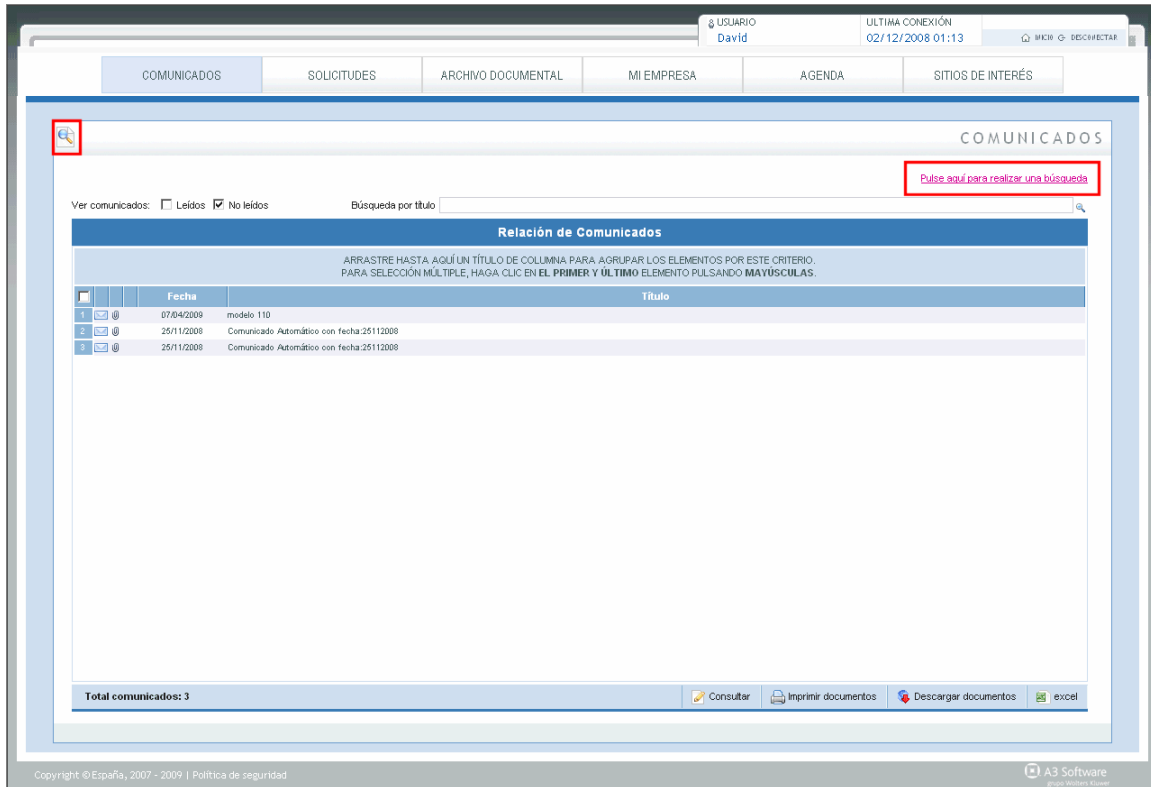 USUARIO ULTIMA CONEXIÓN
David 02/12/2008 01:13 INICIO DESCONECTAR
COMUNICADOS SOLICITUDES ARCHIVO DOCUMENTAL MI EMPRESA AGENDA SITIOS DE INTERÉS
COMUNICADOS
Pulse aquí para realizar una búsqueda
Ver comunicados: Leídos No leídos Búsqueda por título
Relación de Comunicados
ARRASTRE HASTA AQUÍ UN TÍTULO DE COLUMNA PARA AGRUPAR LOS ELEMENTOS POR ESTE CRITERIO.
PARA SELECCIÓN MÚLTIPLE, HAGA CLIC EN EL PRIMER Y ÚLTIMO ELEMENTO PULSANDO MAYÚSCULAS.
Fecha Título
1 07/04/2009 modelo 110
2 25/11/2008 Comunicado Automático con fecha:25112008
3 25/11/2008 Comunicado Automático con fecha:25112008
Total comunicados: 3 Consultar Imprimir documentos Descargar documentos excel
Copyright © España, 2007 - 2009 | Política de seguridad A3 Software
grupo Wolters Kluwer